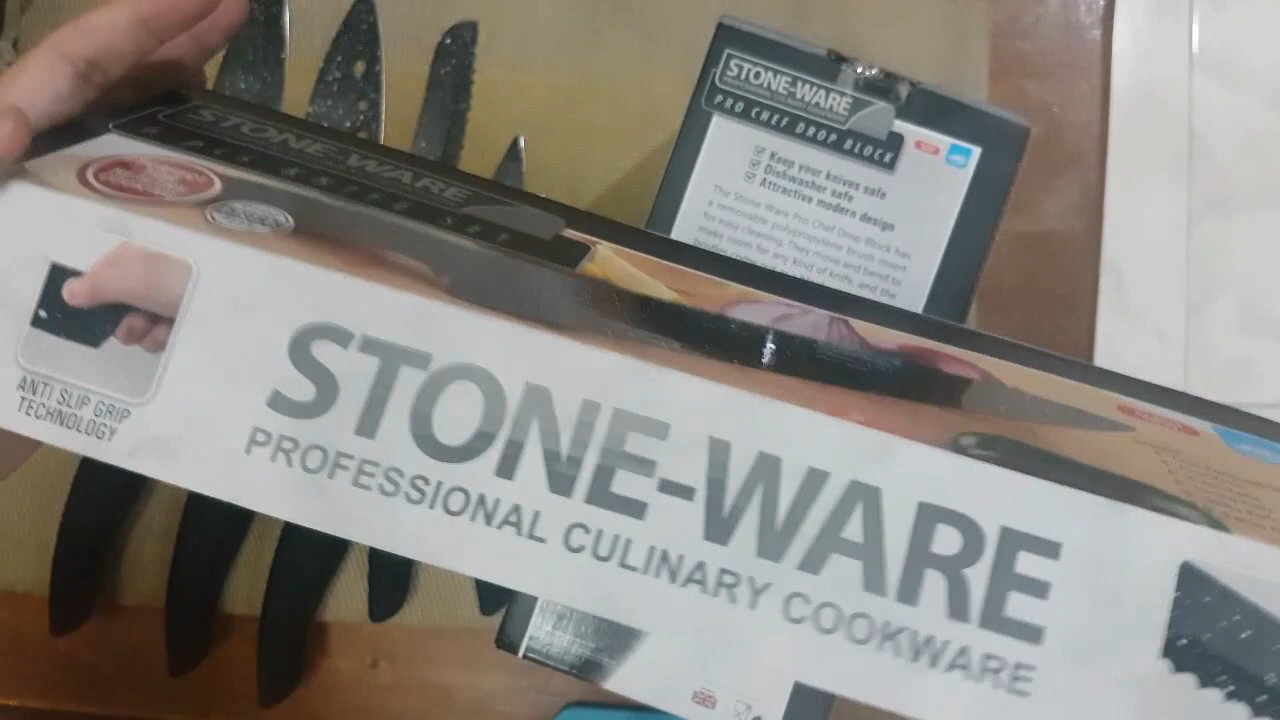 STONE-WARE
PRO CHEF DROP BLOCK
Keep your knives safe
Dishwasher safe
Attractive modern design
The Stone Ware Pro Chef Drop Block has
a removable polypropylene brush insert
for easy cleaning. They move and bend to
make room for any kind of knife, and the
STONE-WARE
KNIFE SET
ANTI SLIP GRIP
TECHNOLOGY
STONE-WARE
PROFESSIONAL CULINARY COOKWARE